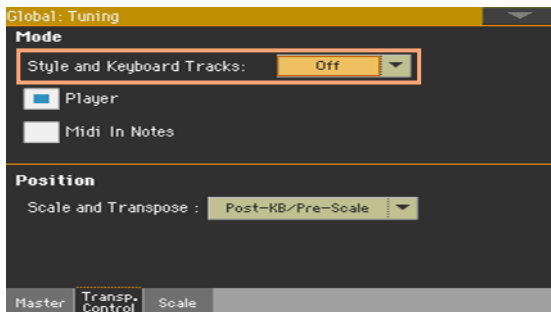 Global: Tuning
Mode
Style and Keyboard Tracks: Off
Player
Midi In Notes
Position
Scale and Transpose : Post-KB/Pre-Scale
Master Transp. Control Scale